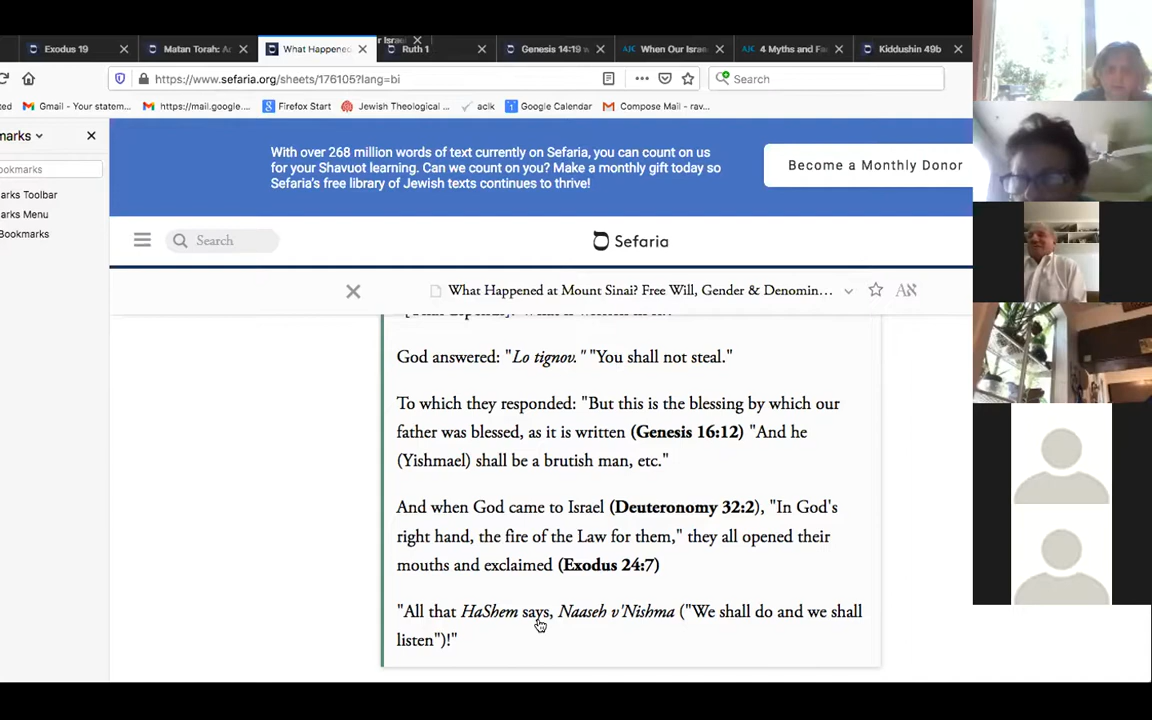 Exodus 19
Matan Torah: Ac
What Happened
r Israe
Ruth 1
Genesis 14:19 w
When Our Israe
4 Myths and Fac
Kiddushin 49b
https://www.sefaria.org/sheets/176105?lang=bi
Search
ted
Gmail - Your statem...
https://mail.google....
Firefox Start
Jewish Theological ...
aclk
Google Calendar
Compose Mail - rav...
marks
ookmarks
arks Toolbar
arks Menu
Bookmarks
With over 268 million words of text currently on Sefaria, you can count on us
for your Shavuot learning. Can we count on you? Make a monthly gift today so
Sefaria's free library of Jewish texts continues to thrive!
Become a Monthly Donor
Search
Sefaria
What Happened at Mount Sinai? Free Will, Gender & Denomin...
God answered: "Lo tignov." "You shall not steal."
To which they responded: "But this is the blessing by which our
father was blessed, as it is written (Genesis 16:12) "And he
(Yishmael) shall be a brutish man, etc."
And when God came to Israel (Deuteronomy 32:2), "In God's
right hand, the fire of the Law for them," they all opened their
mouths and exclaimed (Exodus 24:7)
"All that HaShem says, Naaseh v'Nishma ("We shall do and we shall
listen")!"